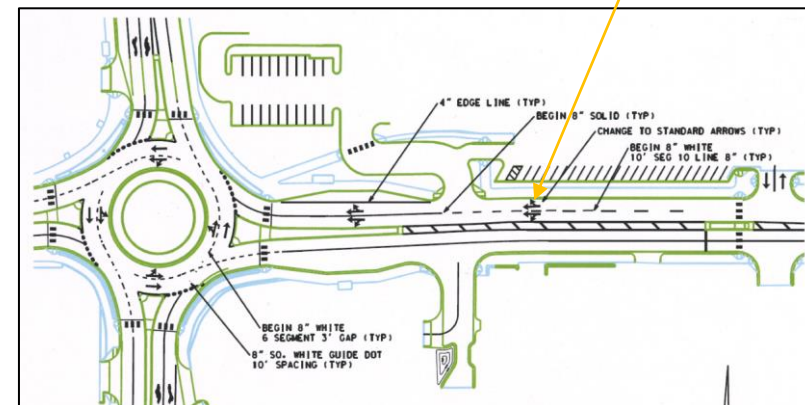 4" EDGE LINE (TYP)
BEGIN 8" SOLID (TYP)
CHANGE TO STANDARD ARROWS (TYP)
BEGIN 8" WHITE
10' SEG 10 LINE 8" (TYP)
BEGIN 8" WHITE
6 SEGMENT 3' GAP (TYP)
8" SQ. WHITE GUIDE DOT
10' SPACING (TYP)